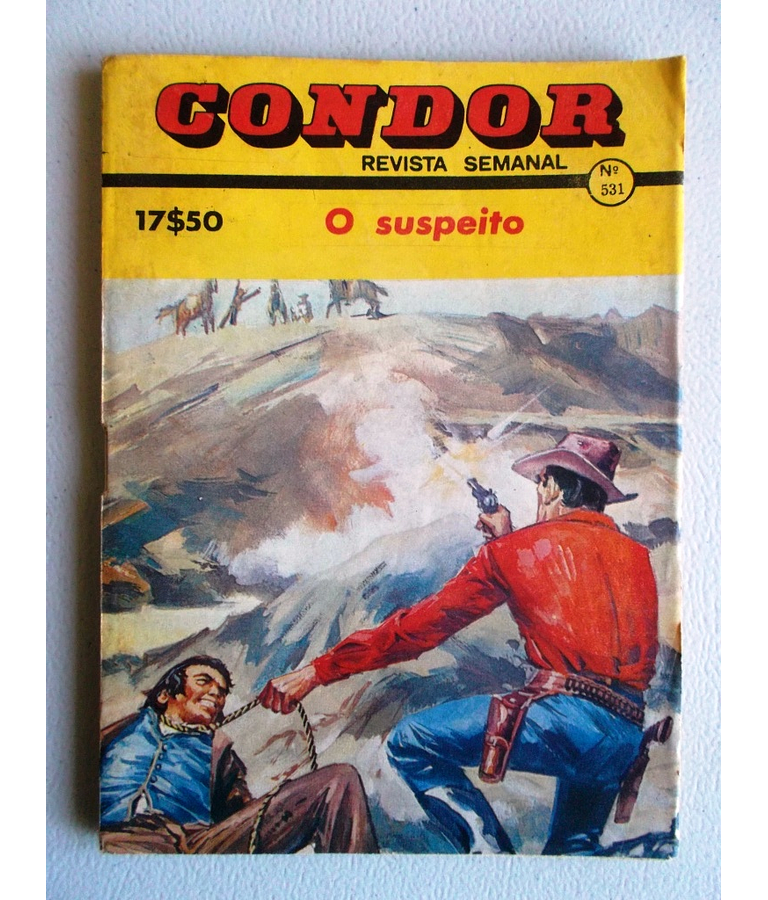 CONDOR
REVISTA SEMANAL
Nº
531
17$50
O suspeito